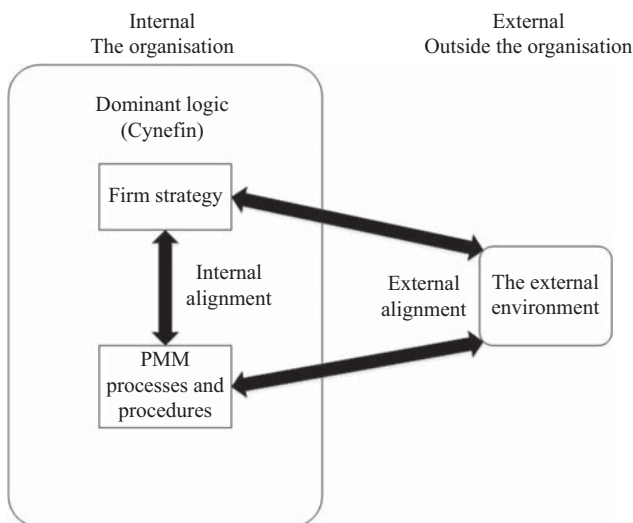 Internal
The organisation
External
Outside the organisation
Dominant logic
(Cynefin)
Firm strategy
Internal
alignment
External
alignment
The external
environment
PMM
processes and
procedures